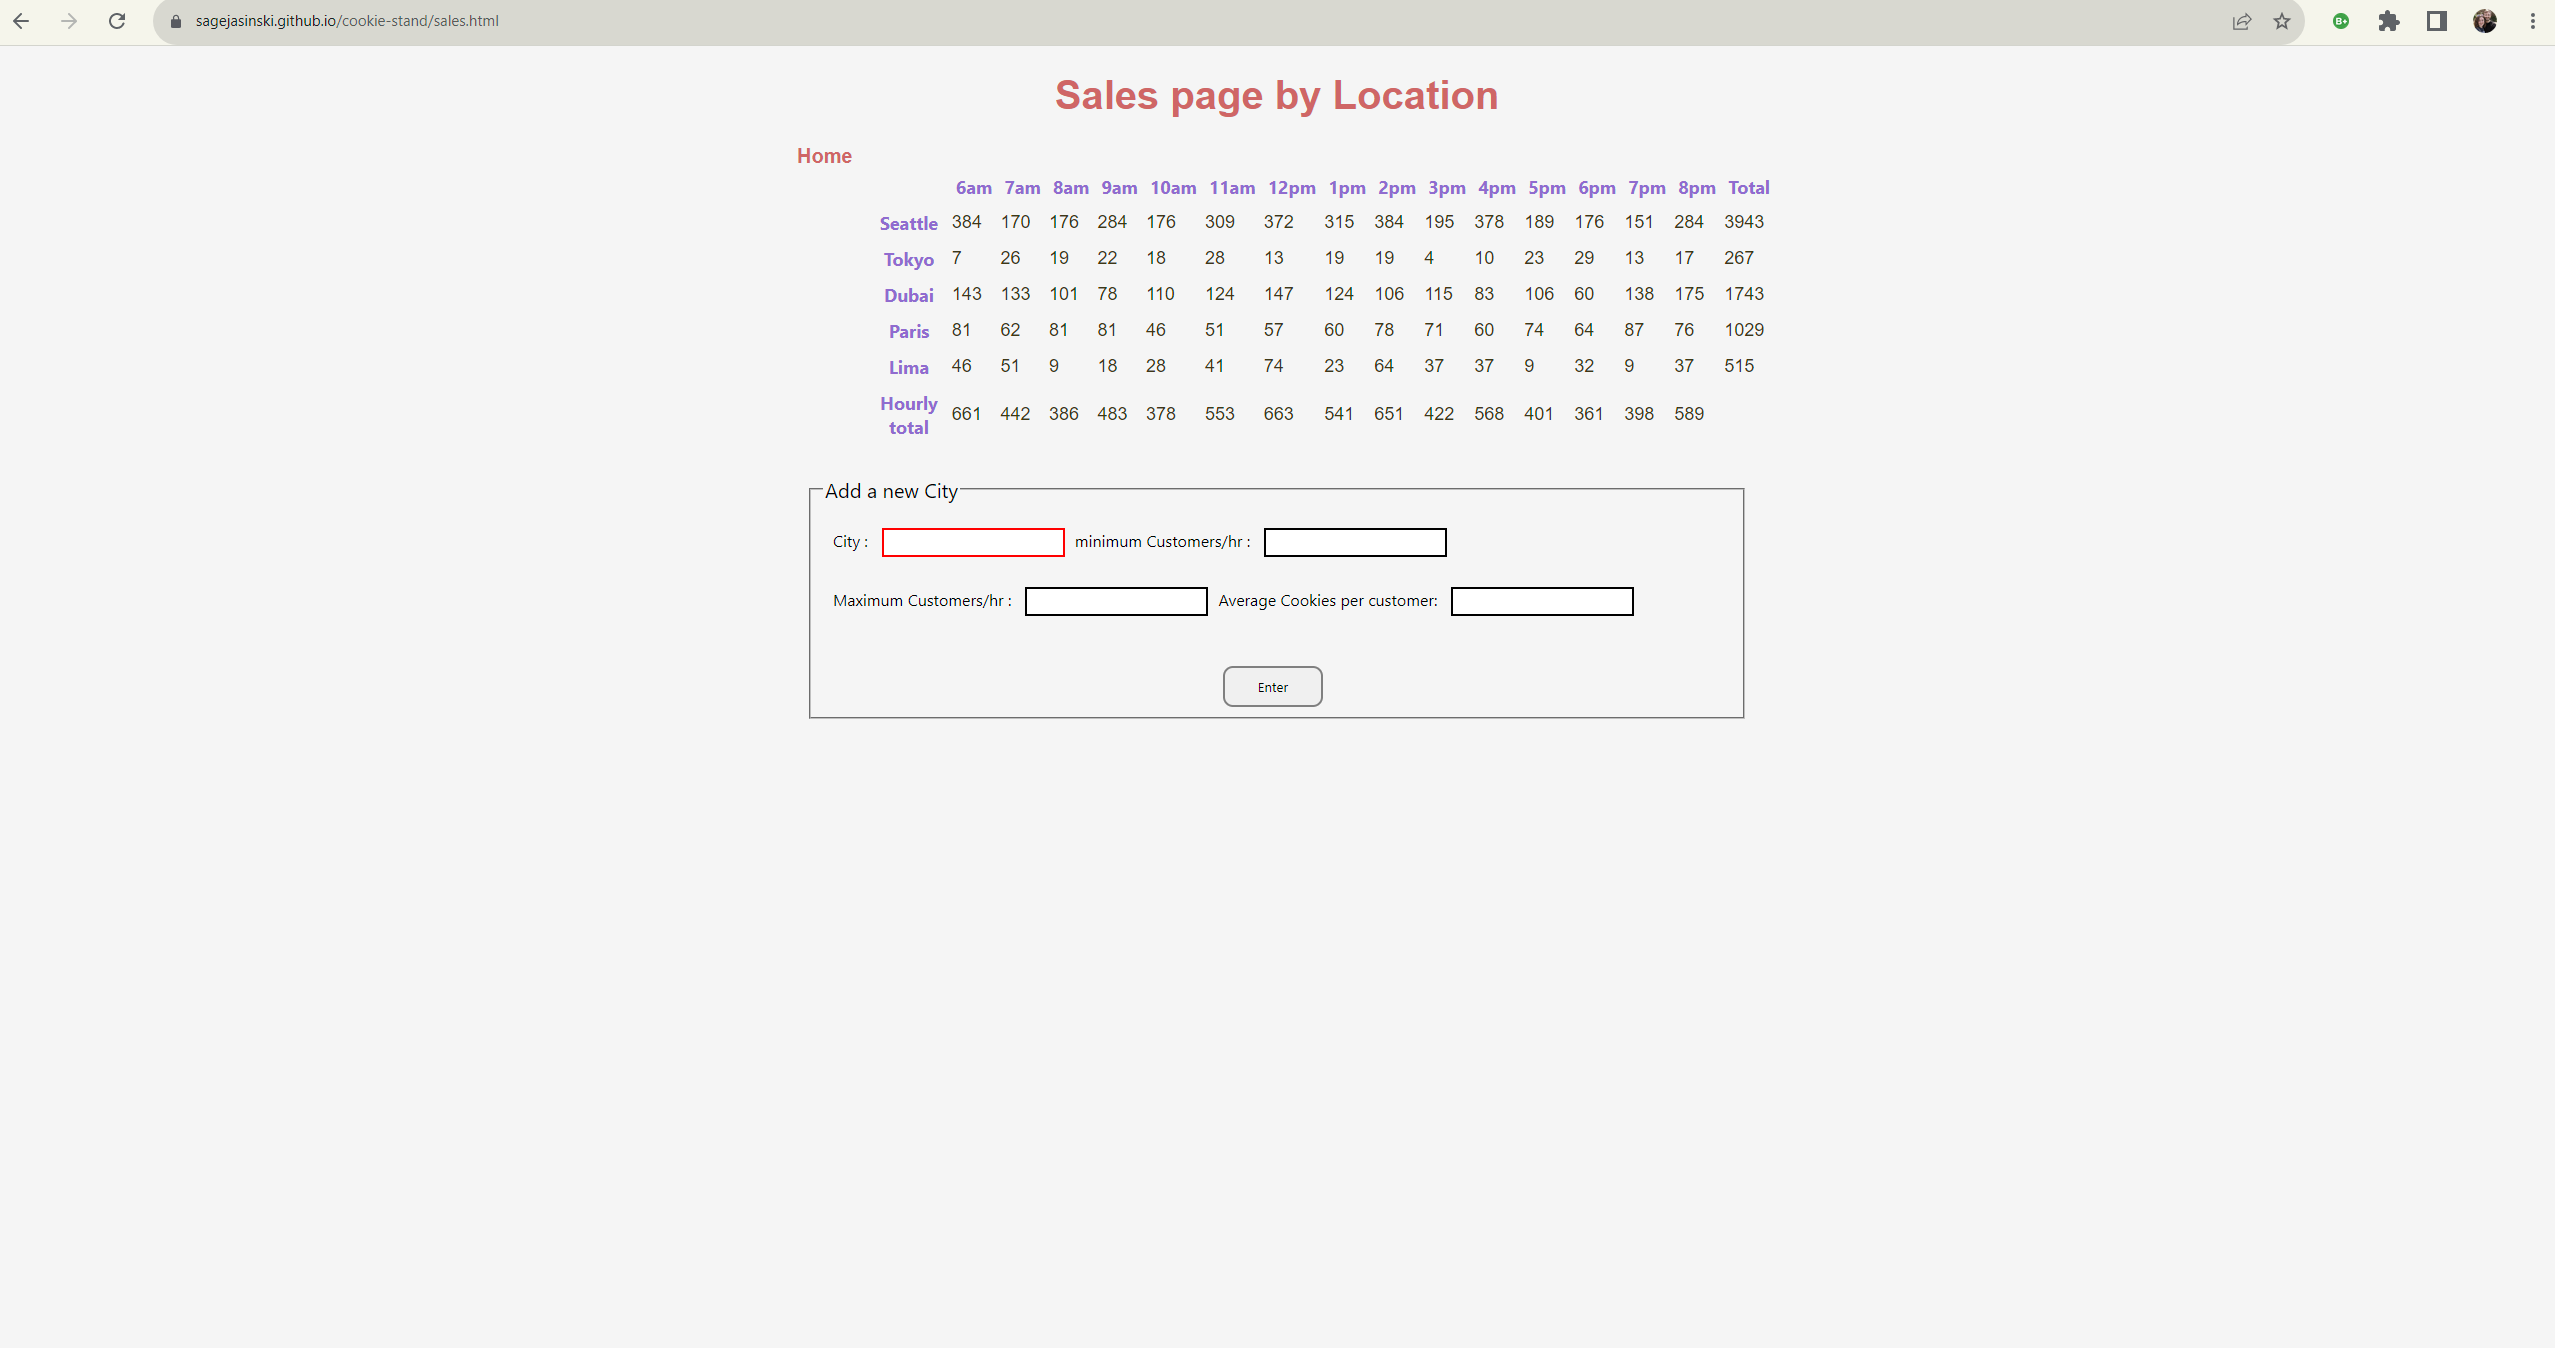 sagejasinski.github.io/cookie-stand/sales.html
B+
Sales page by Location
Home
6am 7am 8am 9am 10am 11am 12pm 1pm 2pm 3pm 4pm 5pm 6pm 7pm 8pm Total
Seattle 384 170 176 284 176 309 372 315 384 195 378 189 176 151 284 3943
Tokyo 7 26 19 22 18 28 13 19 19 4 10 23 29 13 17 267
Dubai 143 133 101 78 110 124 147 124 106 115 83 106 60 138 175 1743
Paris 81 62 81 81 46 51 57 60 78 71 60 74 64 87 76 1029
Lima 46 51 9 18 28 41 74 23 64 37 37 9 32 9 37 515
Hourly
total 661 442 386 483 378 553 663 541 651 422 568 401 361 398 589
Add a new City
City : minimum Customers/hr :
Maximum Customers/hr : Average Cookies per customer:
Enter